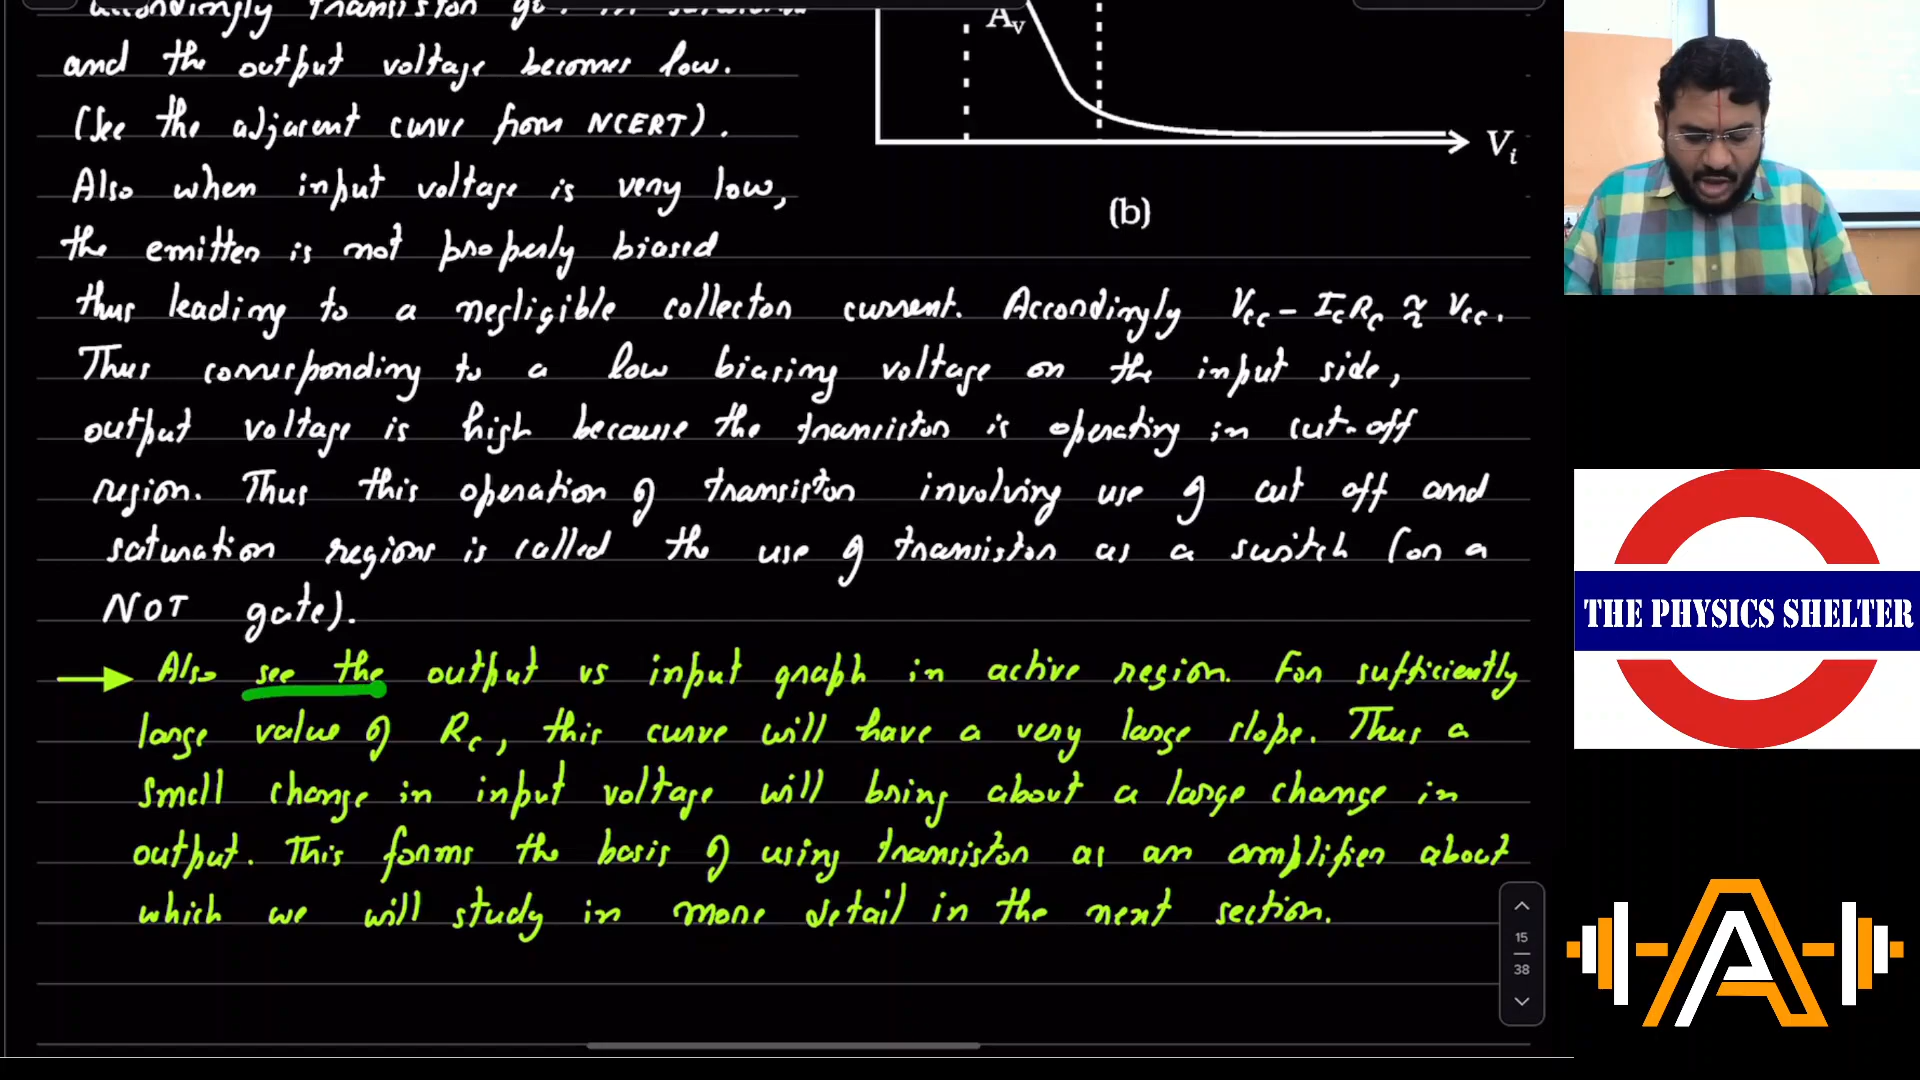 accordingly transistor
Av
and the output voltage becomes low.
(See the adjacent curve from NCERT).
Vi
Also when input voltage is very low,
(b)
the emitter is not properly biased
thus leading to a negligible collector current. Accordingly Vcc - IcRc ≈ Vcc.
Thus corresponding to a low biasing voltage on the input side,
output voltage is high because the transistor is operating in cut-off
region. Thus this operation of transistor involving use of cut off and
saturation regions is called the use of transistor as a switch (or a
NOT gate).
Also see the output vs input graph in active region. For sufficiently
large value of Rc, this curve will have a very large slope. Thus a
small change in input voltage will bring about a large change in
output. This forms the basis of using transistor as an amplifier about
which we will study in more detail in the next section.
15
38
THE PHYSICS SHELTER
A